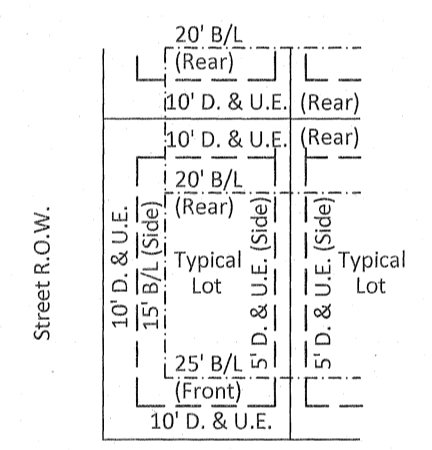 20' B/L
(Rear)
10' D. & U.E. (Rear)
10' D. & U.E. (Rear)
20' B/L
(Rear)
Street R.O.W.
10' D. & U.E.
15' B/L (Side)
Typical
Lot
5' D. & U.E. (Side)
5' D. & U.E. (Side)
Typical
Lot
25' B/L
(Front)
10' D. & U.E.